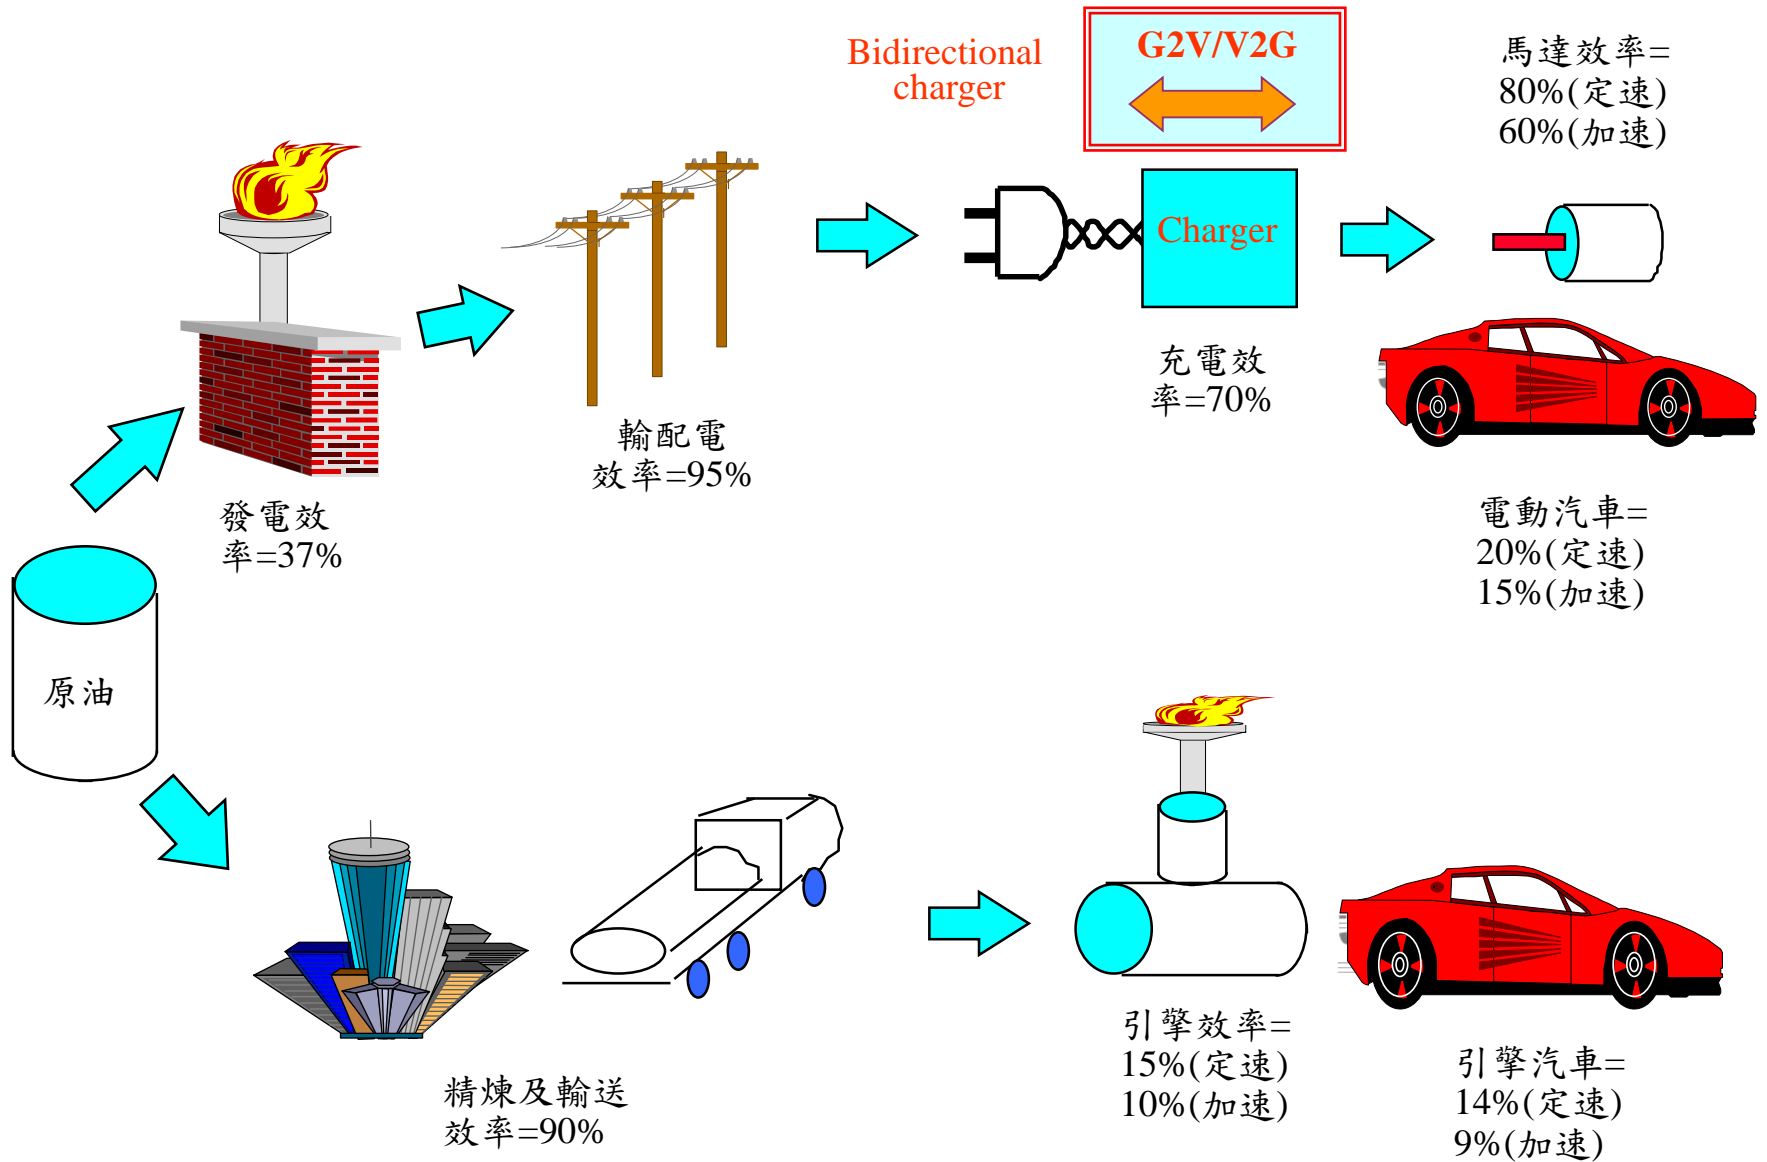 Bidirectional
charger
G2V/V2G
馬達效率=
80%(定速)
60%(加速)
Charger
充電效
率=70%
輸配電
效率=95%
發電效
率=37%
電動汽車=
20%(定速)
15%(加速)
原油
引擎效率=
15%(定速)
10%(加速)
引擎汽車=
14%(定速)
9%(加速)
精煉及輸送
效率=90%